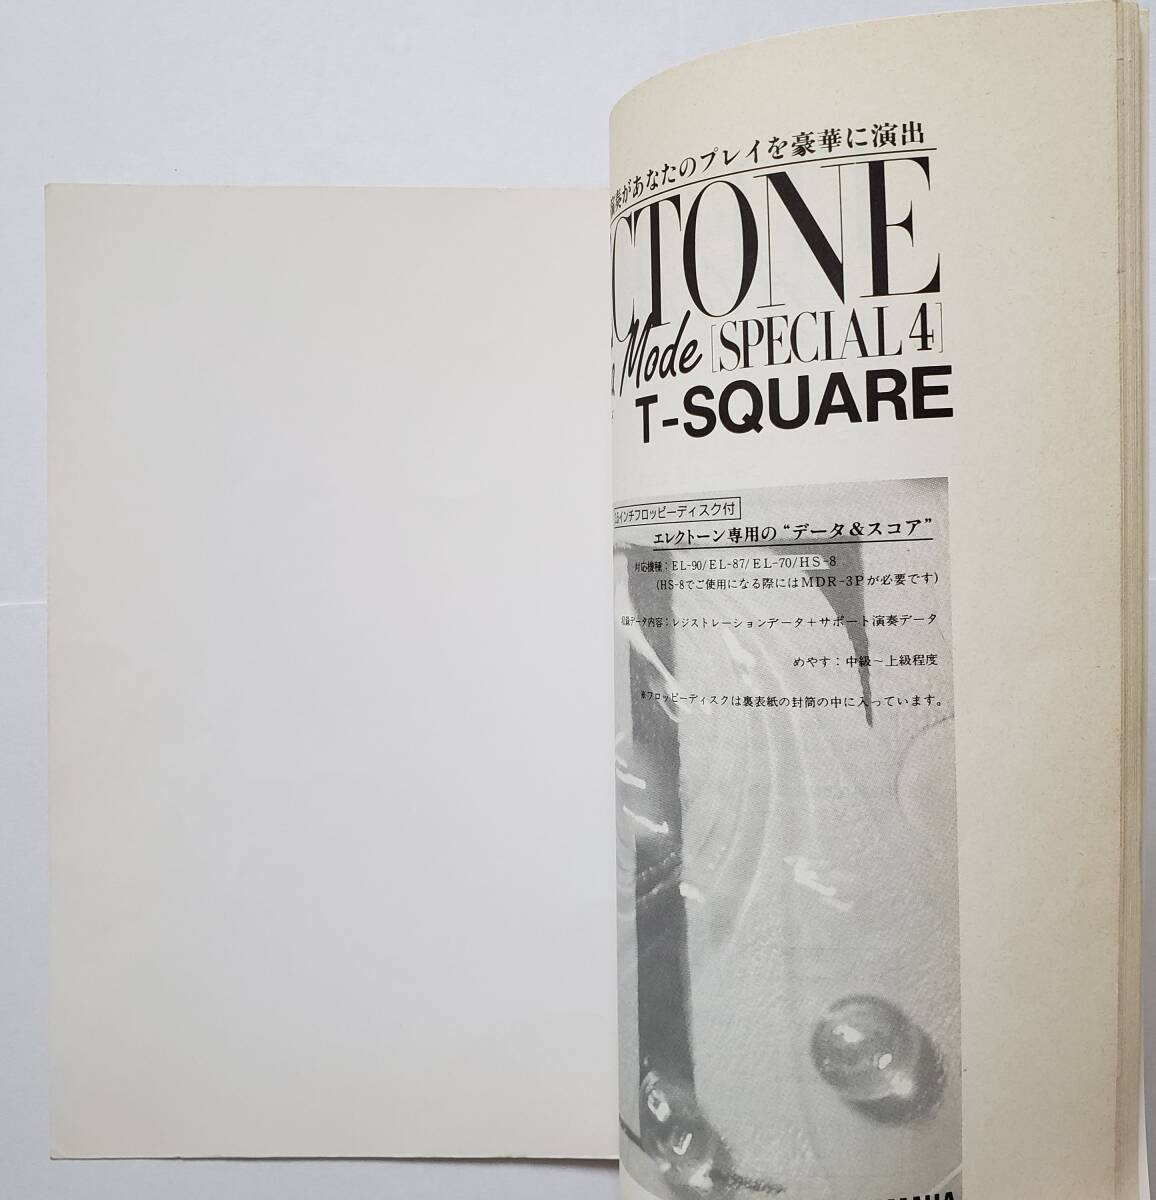 奏があなたのプレイを豪華に演出
CTONE
Mode [SPECIAL 4]
T-SQUARE
インチフロッピーディスク付
エレクトーン専用の“データ&スコア”
対応機種：EL-90/EL-87/EL-70/HS-8
(HS-8でご使用になる際にはMDR-3Pが必要です)
収録データ内容：レジストレーションデータ＋サポート演奏データ
めやす：中級〜上級程度
※フロッピーディスクは裏表紙の封筒の中に入っています。